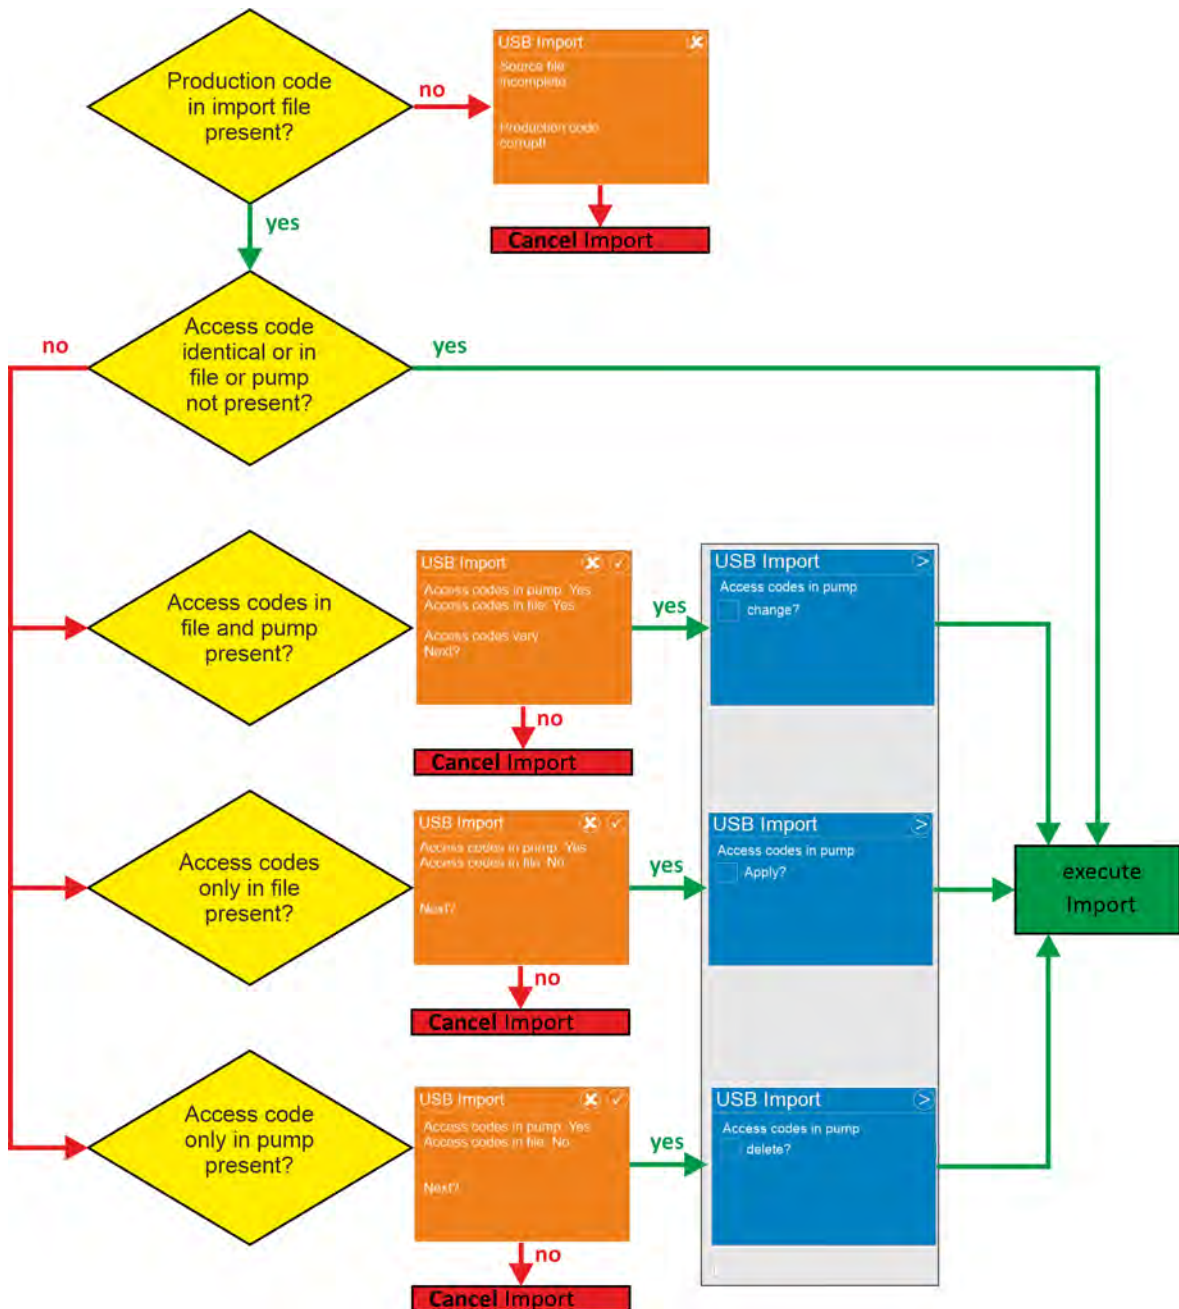 Production code
in import file
present?
no
USB Import
Source file
incomplete
Production code
corrupt!
Cancel Import
yes
Access code
identical or in
file or pump
not present?
no
yes
Access codes in
file and pump
present?
USB Import
Access codes in pump: Yes
Access codes in file: Yes
Access codes vary
Next?
yes
no
Cancel Import
USB Import
Access codes in pump
change?
Access codes
only in file
present?
USB Import
Access codes in pump: Yes
Access codes in file: No
Next?
yes
no
Cancel Import
USB Import
Access codes in pump
Apply?
execute
Import
Access code
only in pump
present?
USB Import
Access codes in pump: Yes
Access codes in file: No
Next?
yes
no
Cancel Import
USB Import
Access codes in pump
delete?